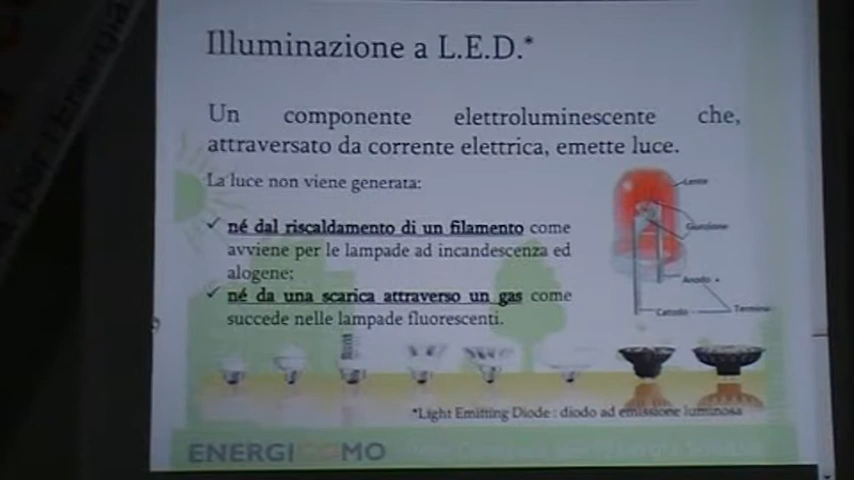 Illuminazione a L.E.D.*
Un componente elettroluminescente che,
attraversato da corrente elettrica, emette luce.
La luce non viene generata:
né dal riscaldamento di un filamento come
avviene per le lampade ad incandescenza ed
alogene;
né da una scarica attraverso un gas come
succede nelle lampade fluorescenti.
Lente
Giunzione
Anodo +
Catodo -
*Light Emitting Diode : diodo ad emissione luminosa
ENERGICOMO
per l'Energia